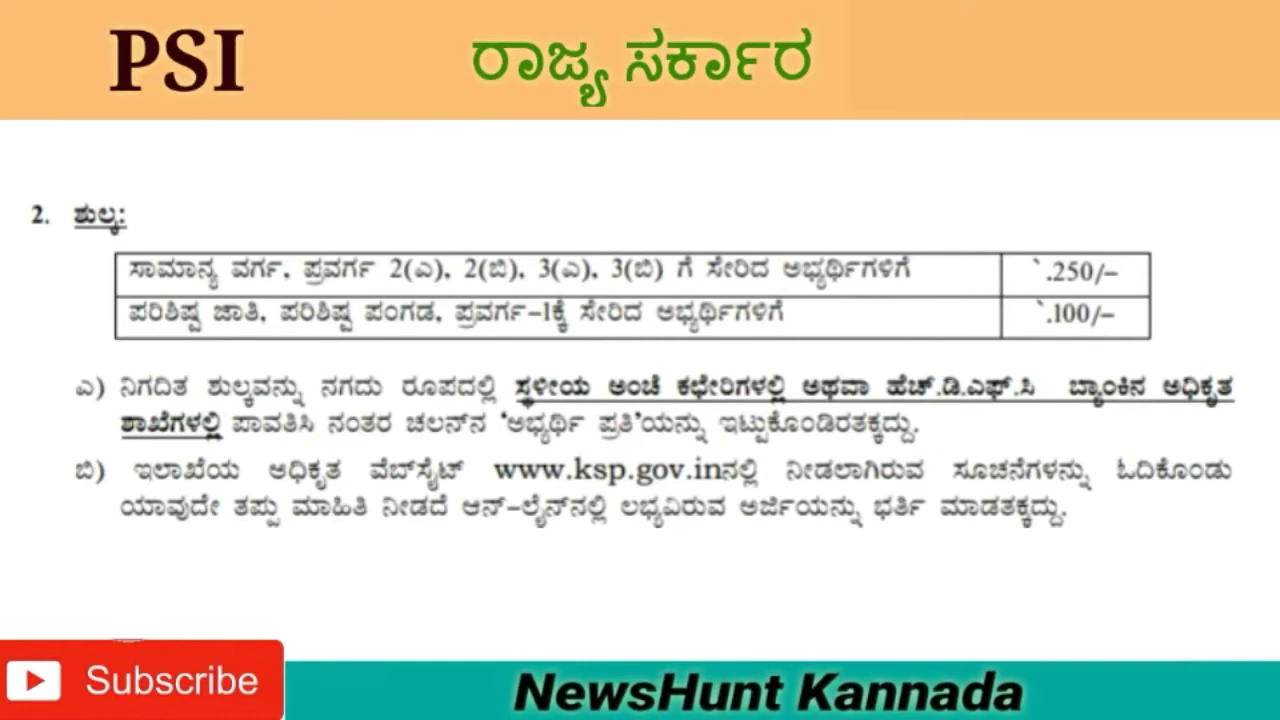 PSI ರಾಜ್ಯ ಸರ್ಕಾರ
2. ಶುಲ್ಕ:
ಸಾಮಾನ್ಯ ವರ್ಗ, ಪ್ರವರ್ಗ 2(ಎ), 2(ಬಿ), 3(ಎ), 3(ಬಿ) ಗೆ ಸೇರಿದ ಅಭ್ಯರ್ಥಿಗಳಿಗೆ `.250/–
ಪರಿಶಿಷ್ಟ ಜಾತಿ, ಪರಿಶಿಷ್ಟ ಪಂಗಡ, ಪ್ರವರ್ಗ–1ಕ್ಕೆ ಸೇರಿದ ಅಭ್ಯರ್ಥಿಗಳಿಗೆ `.100/–
ಎ) ನಿಗದಿತ ಶುಲ್ಕವನ್ನು ನಗದು ರೂಪದಲ್ಲಿ ಸ್ಥಳೀಯ ಅಂಚೆ ಕಛೇರಿಗಳಲ್ಲಿ ಅಥವಾ ಹೆಚ್.ಡಿ.ಎಫ್.ಸಿ ಬ್ಯಾಂಕಿನ ಅಧಿಕೃತ
ಶಾಖೆಗಳಲ್ಲಿ ಪಾವತಿಸಿ ನಂತರ ಚಲನ್‌ನ ‘ಅಭ್ಯರ್ಥಿ ಪ್ರತಿ’ಯನ್ನು ಇಟ್ಟುಕೊಂಡಿರತಕ್ಕದ್ದು.
ಬಿ) ಇಲಾಖೆಯ ಅಧಿಕೃತ ವೆಬ್‌ಸೈಟ್ www.ksp.gov.inನಲ್ಲಿ ನೀಡಲಾಗಿರುವ ಸೂಚನೆಗಳನ್ನು ಓದಿಕೊಂಡು
ಯಾವುದೇ ತಪ್ಪು ಮಾಹಿತಿ ನೀಡದೆ ಆನ್–ಲೈನ್‌ನಲ್ಲಿ ಲಭ್ಯವಿರುವ ಅರ್ಜಿಯನ್ನು ಭರ್ತಿ ಮಾಡತಕ್ಕದ್ದು.
Subscribe
NewsHunt Kannada